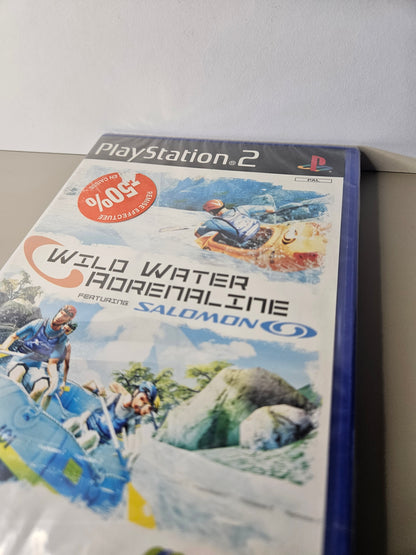 PlayStation®2
PAL
REMISE EFFECTUÉE
-50%
EN CAISSE
WILD WATER
ADRENALINE
FEATURING SALOMON